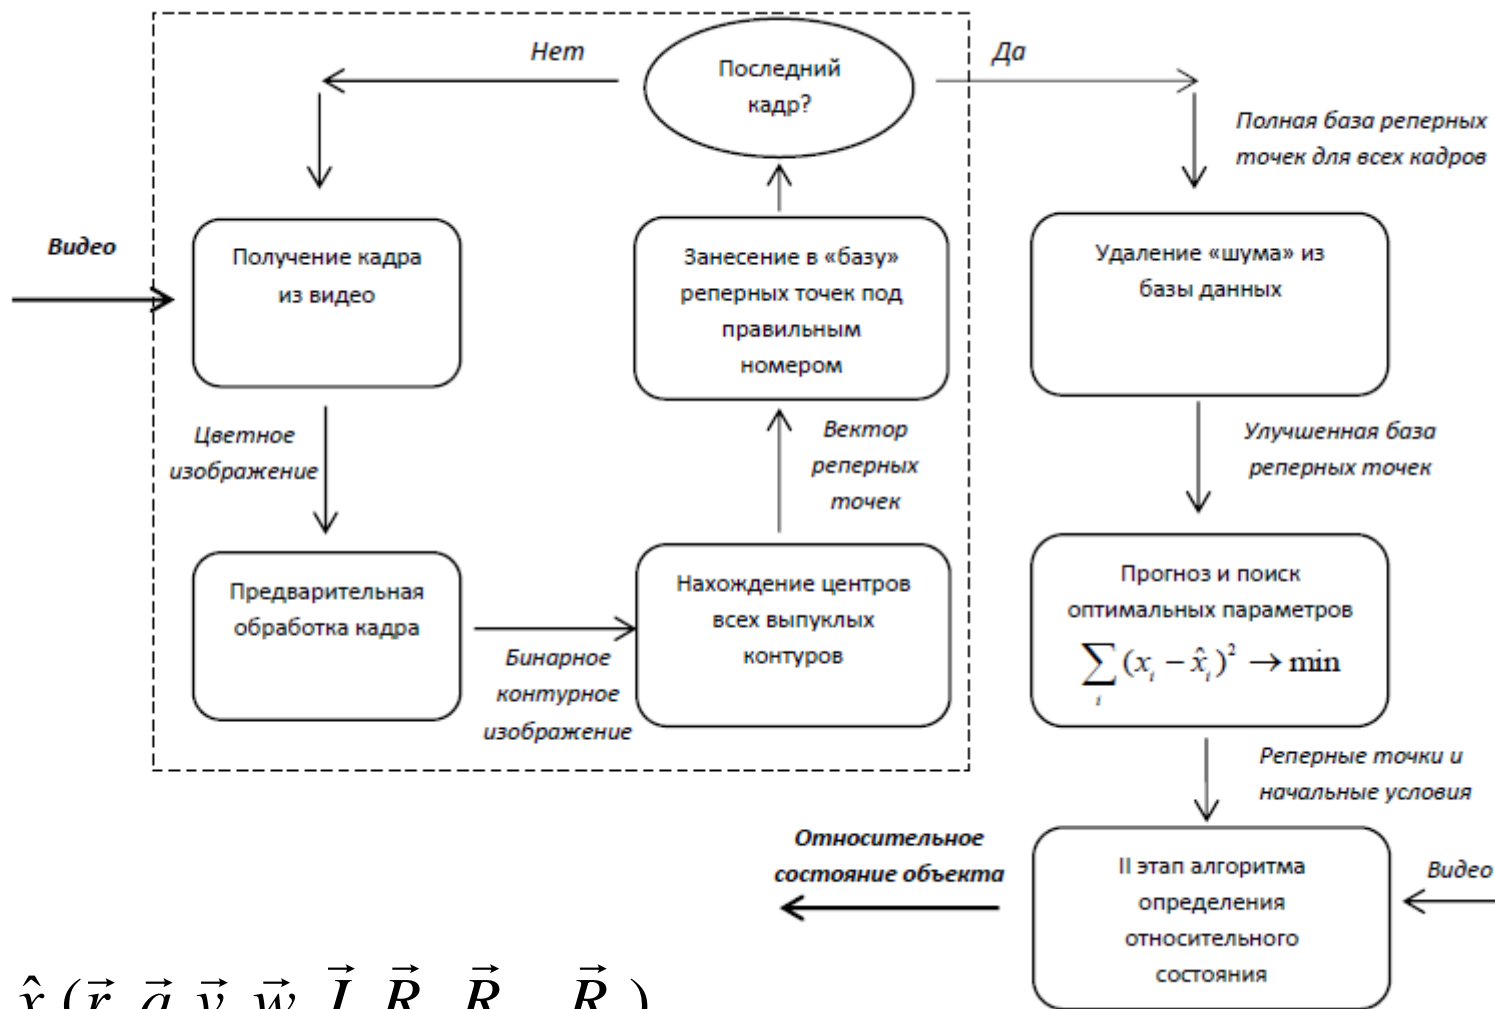 Нет
Последний
кадр?
Да
Полная база реперных
точек для всех кадров
Видео
Получение кадра
из видео
Занесение в «базу»
реперных точек под
правильным
номером
Удаление «шума» из
базы данных
Цветное
изображение
Вектор
реперных
точек
Улучшенная база
реперных точек
Предварительная
обработка кадра
Бинарное
контурное
изображение
Нахождение центров
всех выпуклых
контуров
Прогноз и поиск
оптимальных параметров
∑_i (x_i − x̂_i)² → min
Реперные точки и
начальные условия
Относительное
состояние объекта
II этап алгоритма
определения
относительного
состояния
Видео